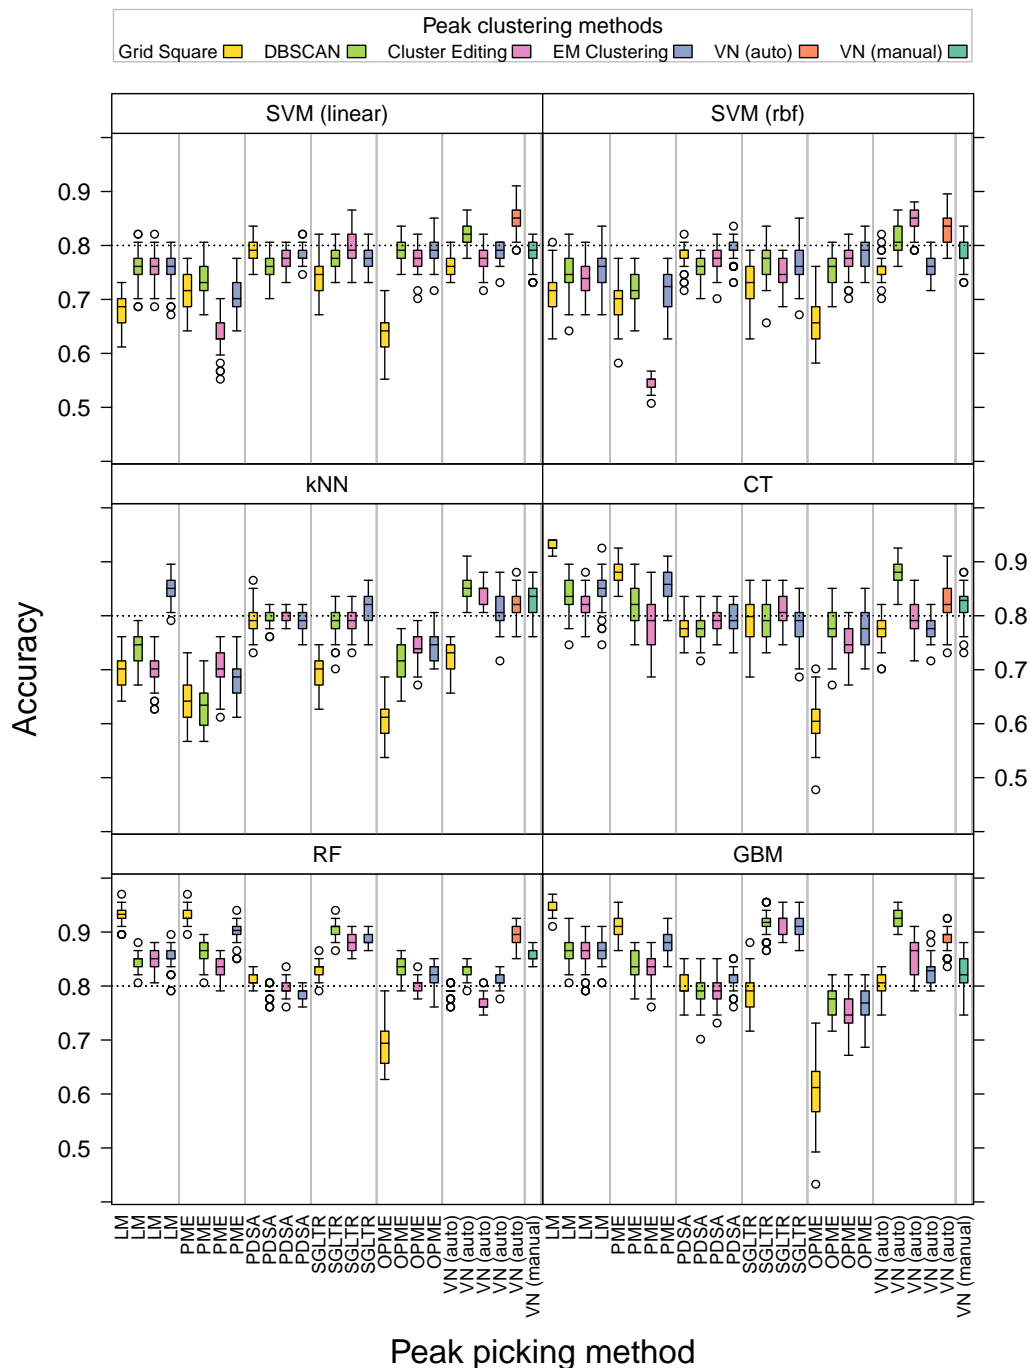 Peak clustering methods
Grid Square DBSCAN Cluster Editing EM Clustering VN (auto) VN (manual)
SVM (linear) SVM (rbf)
0.9
0.8
0.7
0.6
0.5
kNN CT
0.9
0.8
0.7
0.6
0.5
Accuracy
RF GBM
0.9
0.8
0.7
0.6
0.5
LM LM LM LM PME PME PME PME PDSA PDSA PDSA PDSA SGLTR SGLTR SGLTR SGLTR OPME OPME OPME OPME VN (auto) VN (auto) VN (auto) VN (auto) VN (auto) VN (manual) LM LM LM LM PME PME PME PME PDSA PDSA PDSA PDSA SGLTR SGLTR SGLTR SGLTR OPME OPME OPME OPME VN (auto) VN (auto) VN (auto) VN (auto) VN (auto) VN (manual)
Peak picking method